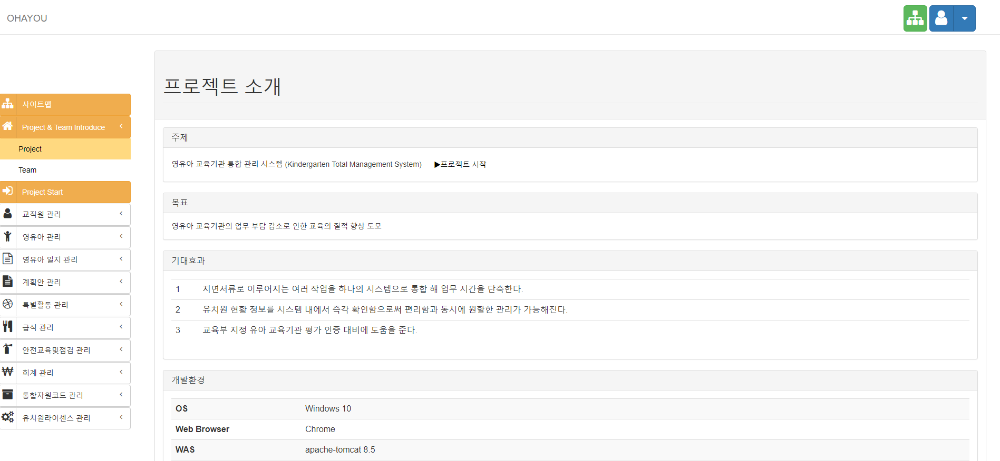 OHAYOU
사이트맵
Project & Team Introduce
Project
Team
Project Start
교직원 관리
영유아 관리
영유아 일지 관리
계획안 관리
특별활동 관리
급식 관리
안전교육및점검 관리
회계 관리
통합자원코드 관리
유치원라이센스 관리
프로젝트 소개
주제
영유아 교육기관 통합 관리 시스템 (Kindergarten Total Management System) ▶프로젝트 시작
목표
영유아 교육기관의 업무 부담 감소로 인한 교육의 질적 향상 도모
기대효과
1 지면서류로 이루어지는 여러 작업을 하나의 시스템으로 통합 해 업무 시간을 단축한다.
2 유치원 현황 정보를 시스템 내에서 즉각 확인함으로써 편리함과 동시에 원할한 관리가 가능해진다.
3 교육부 지정 유아 교육기관 평가 인증 대비에 도움을 준다.
개발환경
OS Windows 10
Web Browser Chrome
WAS apache-tomcat 8.5